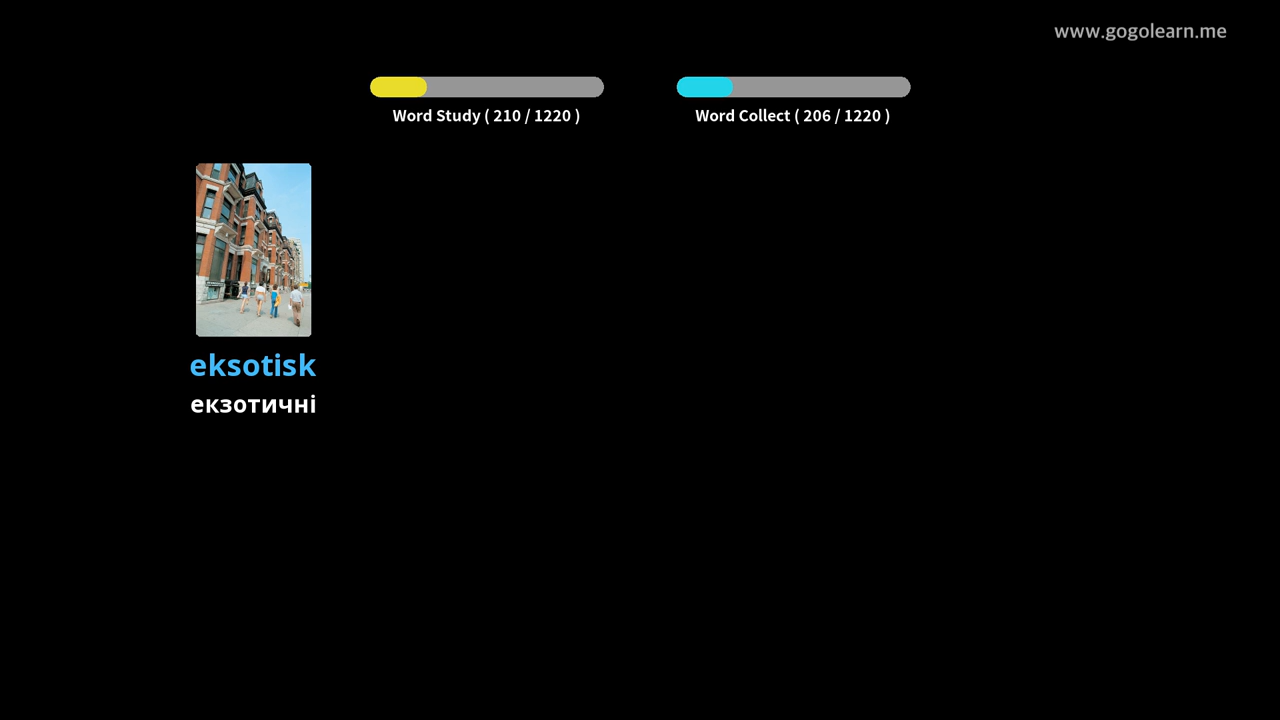 www.gogolearn.me
Word Study ( 210 / 1220 )
Word Collect ( 206 / 1220 )
eksotisk
екзотичні